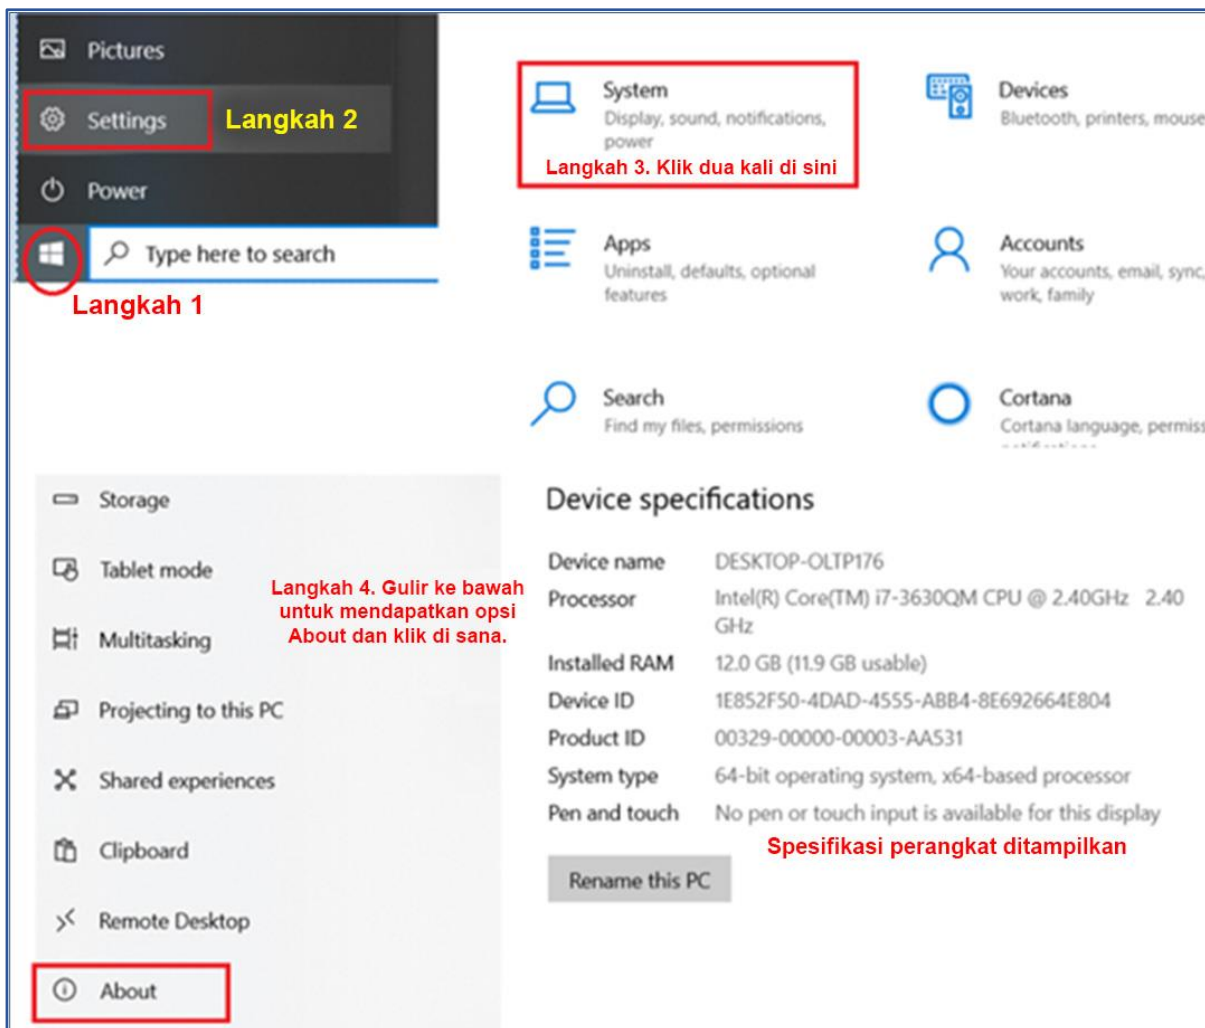 Pictures
Settings
Langkah 2
Power
Type here to search
Langkah 1
System
Display, sound, notifications,
power
Langkah 3. Klik dua kali di sini
Devices
Bluetooth, printers, mouse
Apps
Uninstall, defaults, optional
features
Accounts
Your accounts, email, sync,
work, family
Search
Find my files, permissions
Cortana
Cortana language, permiss
Storage
Tablet mode
Multitasking
Projecting to this PC
Shared experiences
Clipboard
Remote Desktop
About
Langkah 4. Gulir ke bawah
untuk mendapatkan opsi
About dan klik di sana.
Device specifications
Device name DESKTOP-OLTP176
Processor Intel(R) Core(TM) i7-3630QM CPU @ 2.40GHz 2.40
GHz
Installed RAM 12.0 GB (11.9 GB usable)
Device ID 1E852F50-4DAD-4555-ABB4-8E692664E804
Product ID 00329-00000-00003-AA531
System type 64-bit operating system, x64-based processor
Pen and touch No pen or touch input is available for this display
Spesifikasi perangkat ditampilkan
Rename this PC